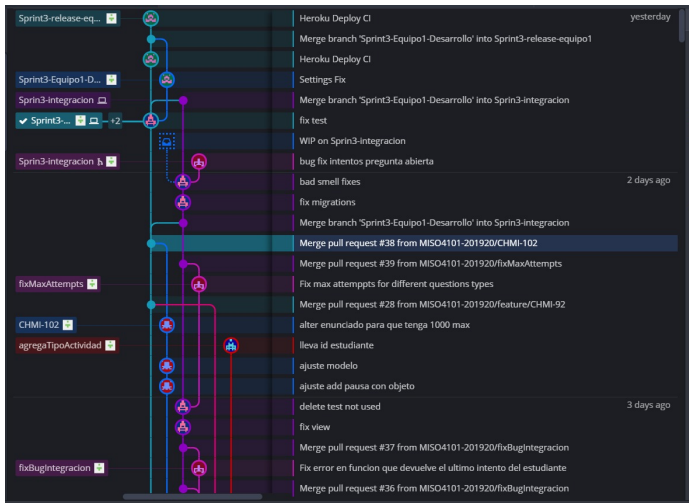 Sprint3-release-eq... Heroku Deploy CI yesterday
Merge branch 'Sprint3-Equipo1-Desarrollo' into Sprint3-release-equipo1
Heroku Deploy CI
Sprint3-Equipo1-D... Settings Fix
Sprin3-integracion Merge branch 'Sprint3-Equipo1-Desarrollo' into Sprin3-integracion
Sprint3-... +2 fix test
WIP on Sprin3-integracion
Sprin3-integracion bug fix intentos pregunta abierta
bad smell fixes 2 days ago
fix migrations
Merge branch 'Sprint3-Equipo1-Desarrollo' into Sprin3-integracion
Merge pull request #38 from MISO4101-201920/CHMI-102
Merge pull request #39 from MISO4101-201920/fixMaxAttempts
fixMaxAttempts Fix max attemppts for different questions types
Merge pull request #28 from MISO4101-201920/feature/CHMI-92
CHMI-102 alter enunciado para que tenga 1000 max
agregaTipoActividad lleva id estudiante
ajuste modelo
ajuste add pausa con objeto
delete test not used 3 days ago
fix view
Merge pull request #37 from MISO4101-201920/fixBugIntegracion
fixBugIntegracion Fix error en funcion que devuelve el ultimo intento del estudiante
Merge pull request #36 from MISO4101-201920/fixBugIntegracion